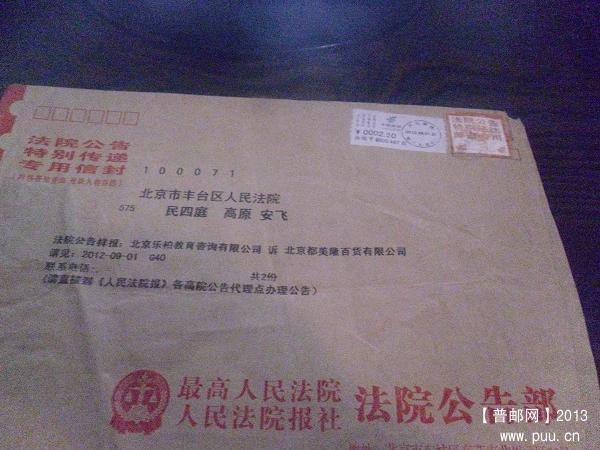 法院公告
特别传递
专用信封
¥0002.20
法院公告
100071
北京市丰台区人民法院
575 民四庭 高原 安飞
法院公告样报：北京乐柏教育咨询有限公司 诉 北京都美隆百货有限公司
请见：2012-09-01 G40
联系电话： 共2份
《人民法院报》各高院公告代理点办理公告）
最高人民法院
人民法院报社
法院公告部
【普邮网】2013
www.puu.cn